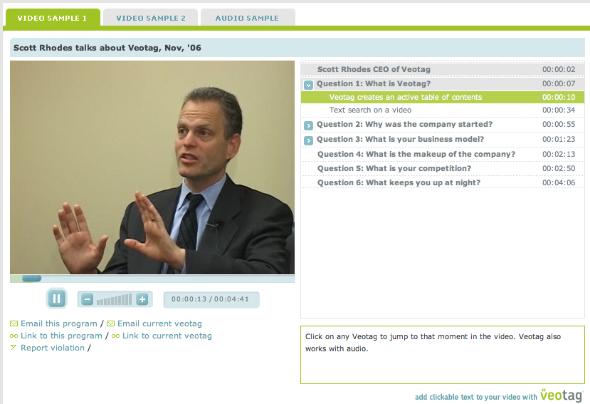 VIDEO SAMPLE 1 VIDEO SAMPLE 2 AUDIO SAMPLE
Scott Rhodes talks about Veotag, Nov, '06
Scott Rhodes CEO of Veotag 00:00:02
Question 1: What is Veotag? 00:00:07
Veotag creates an active table of contents 00:00:10
Text search on a video 00:00:34
Question 2: Why was the company started? 00:00:55
Question 3: What is your business model? 00:01:23
Question 4: What is the makeup of the company? 00:02:13
Question 5: What is your competition? 00:02:50
Question 6: What keeps you up at night? 00:04:06
00:00:13 / 00:04:41
Email this program / Email current veotag
Link to this program / Link to current veotag
Report violation /
Click on any Veotag to jump to that moment in the video. Veotag also
works with audio.
add clickable text to your video with veotag